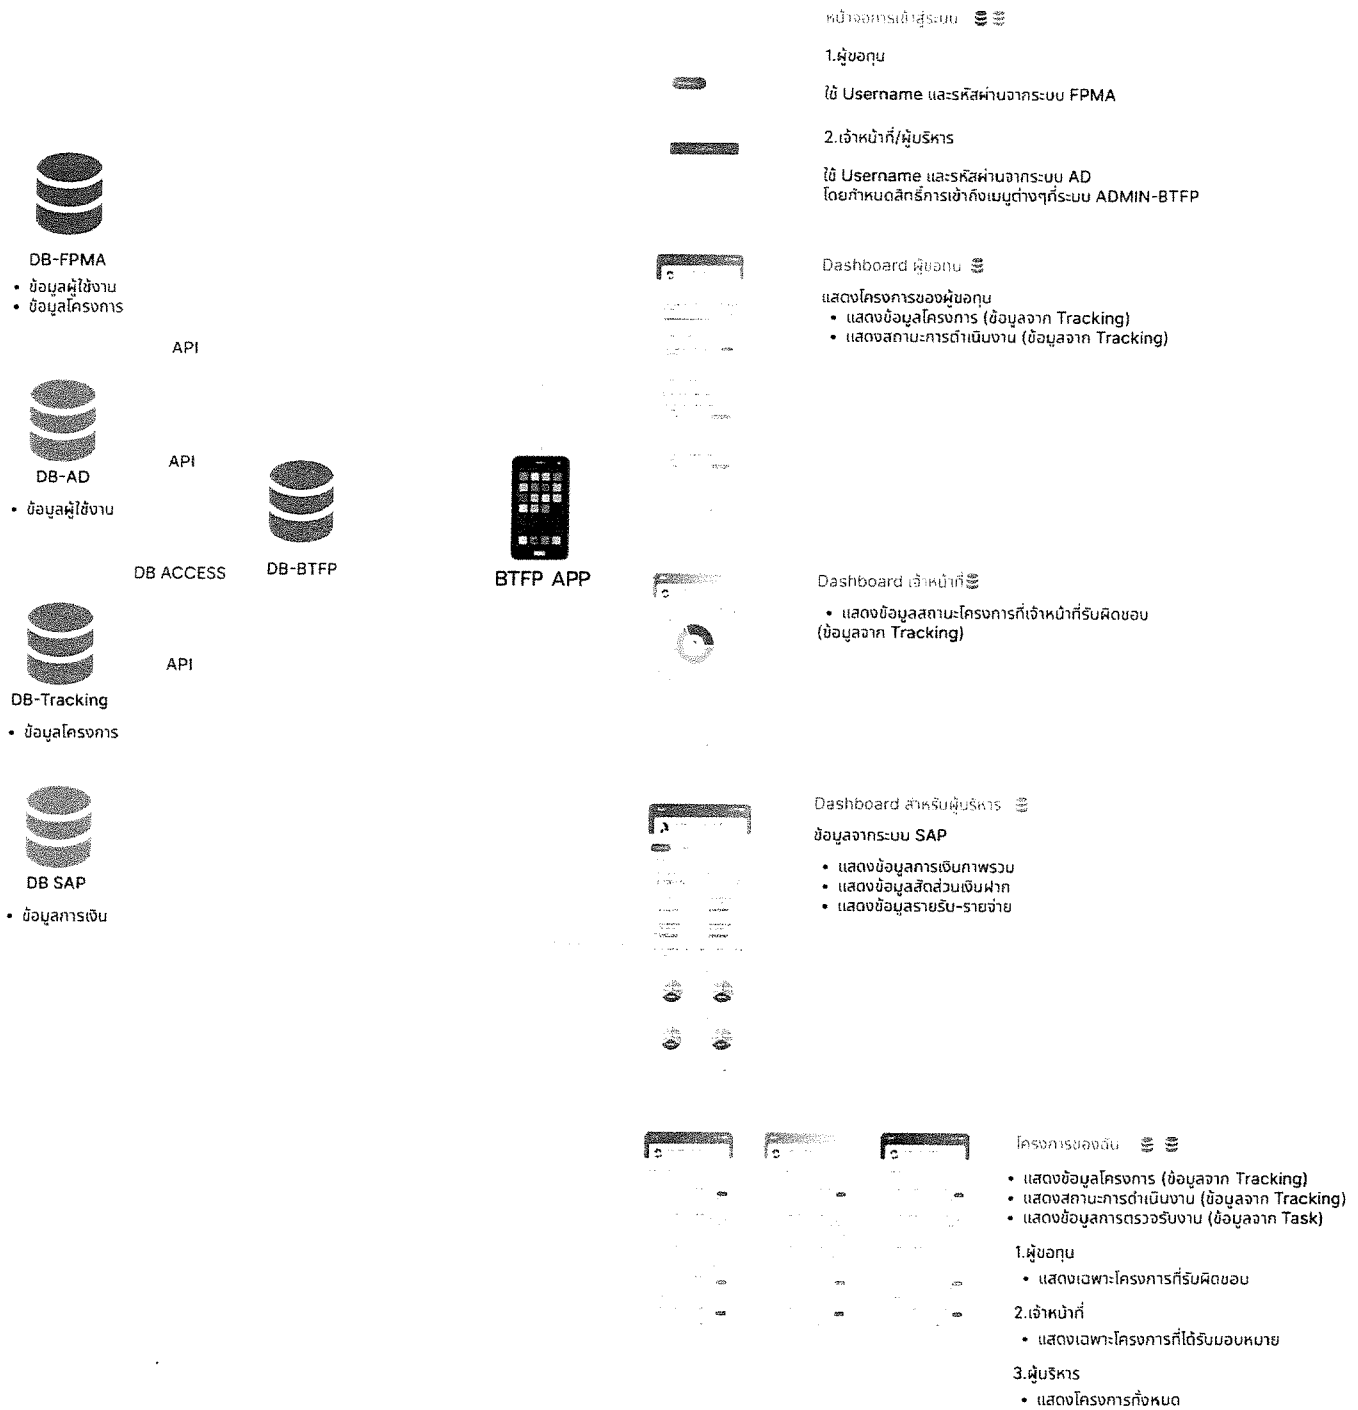 DB-FPMA
• ข้อมูลผู้ใช้งาน
• ข้อมูลโครงการ
API
DB-AD
• ข้อมูลผู้ใช้งาน
API
DB ACCESS
DB-BTFP
DB-Tracking
• ข้อมูลโครงการ
API
DB SAP
• ข้อมูลการเงิน
BTFP APP
หน้าจอการเข้าสู่ระบบ
1.ผู้ขอทุน
ใช้ Username และรหัสผ่านจากระบบ FPMA
2.เจ้าหน้าที่/ผู้บริหาร
ใช้ Username และรหัสผ่านจากระบบ AD
โดยกำหนดสิทธิ์การเข้าถึงเมนูต่างๆที่ระบบ ADMIN-BTFP
Dashboard ผู้ขอทุน
แสดงโครงการของผู้ขอทุน
• แสดงข้อมูลโครงการ (ข้อมูลจาก Tracking)
• แสดงสถานะการดำเนินงาน (ข้อมูลจาก Tracking)
Dashboard เจ้าหน้าที่
• แสดงข้อมูลสถานะโครงการที่เจ้าหน้าที่รับผิดชอบ
(ข้อมูลจาก Tracking)
Dashboard สำหรับผู้บริหาร
ข้อมูลจากระบบ SAP
• แสดงข้อมูลการเงินภาพรวม
• แสดงข้อมูลสัดส่วนเงินฝาก
• แสดงข้อมูลรายรับ-รายจ่าย
โครงการของฉัน
• แสดงข้อมูลโครงการ (ข้อมูลจาก Tracking)
• แสดงสถานะการดำเนินงาน (ข้อมูลจาก Tracking)
• แสดงข้อมูลการตรวจรับงาน (ข้อมูลจาก Task)
1.ผู้ขอทุน
• แสดงเฉพาะโครงการที่รับผิดชอบ
2.เจ้าหน้าที่
• แสดงเฉพาะโครงการที่ได้รับมอบหมาย
3.ผู้บริหาร
• แสดงโครงการทั้งหมด